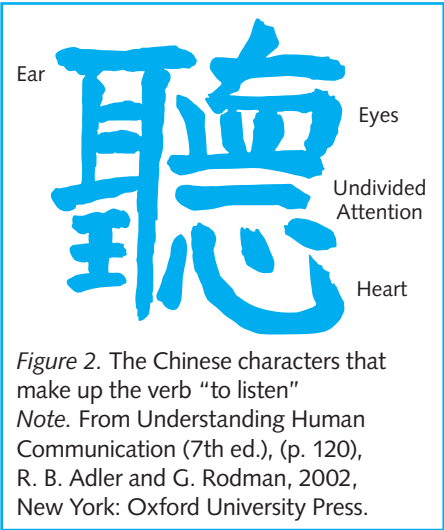 聽
Ear
Eyes
Undivided
Attention
Heart
Figure 2. The Chinese characters that
make up the verb “to listen”
Note. From Understanding Human
Communication (7th ed.), (p. 120),
R. B. Adler and G. Rodman, 2002,
New York: Oxford University Press.